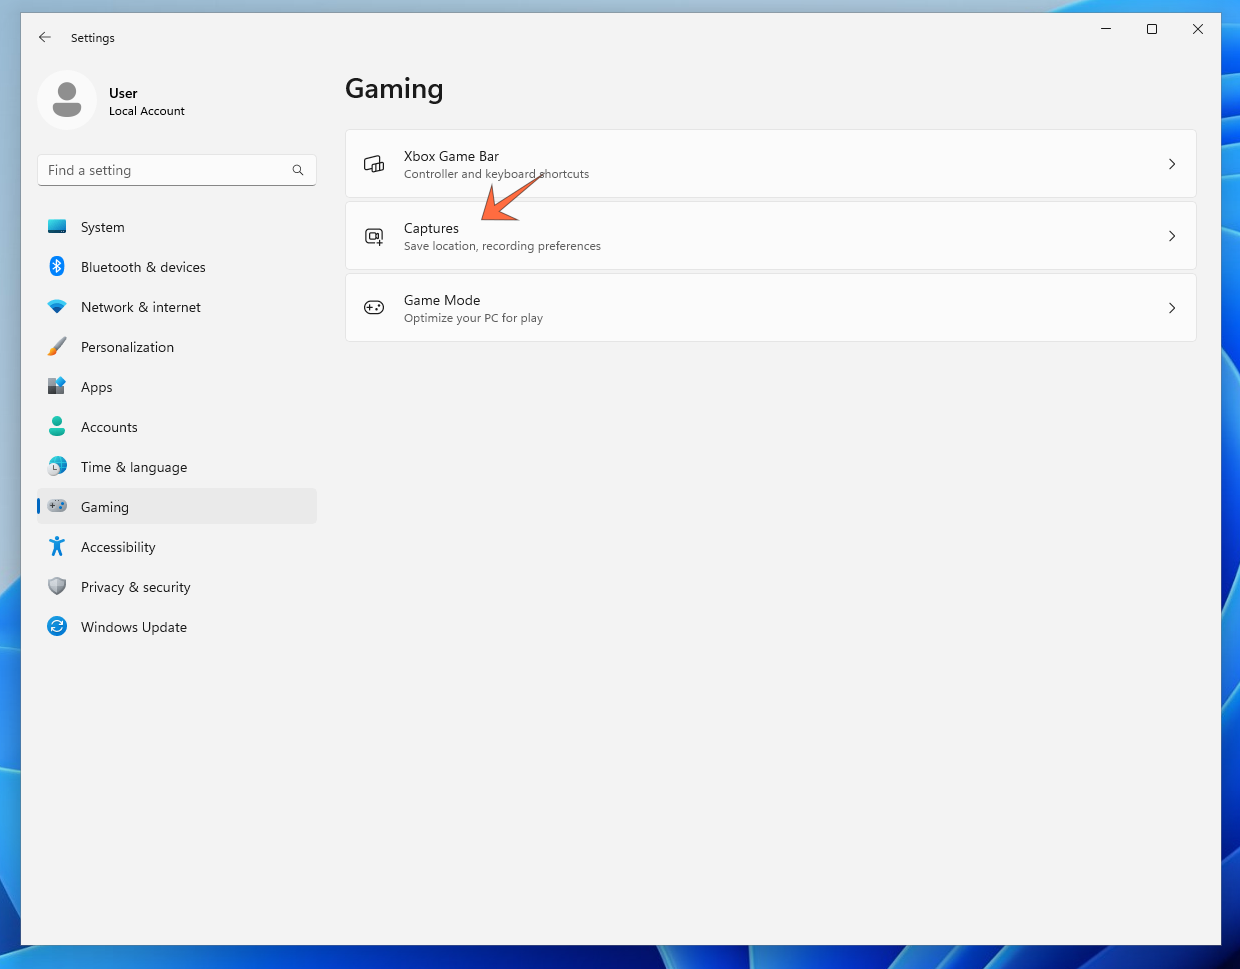 Settings
User
Local Account
Find a setting
System
Bluetooth & devices
Network & internet
Personalization
Apps
Accounts
Time & language
Gaming
Accessibility
Privacy & security
Windows Update
Gaming
Xbox Game Bar
Controller and keyboard shortcuts
Captures
Save location, recording preferences
Game Mode
Optimize your PC for play